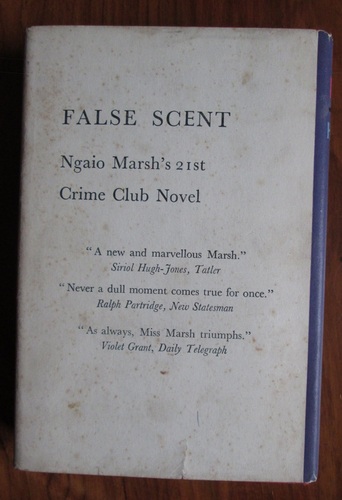 FALSE SCENT
Ngaio Marsh's 21st
Crime Club Novel
"A new and marvellous Marsh."
Siriol Hugh-Jones, Tatler
"Never a dull moment comes true for once."
Ralph Partridge, New Statesman
"As always, Miss Marsh triumphs."
Violet Grant, Daily Telegraph